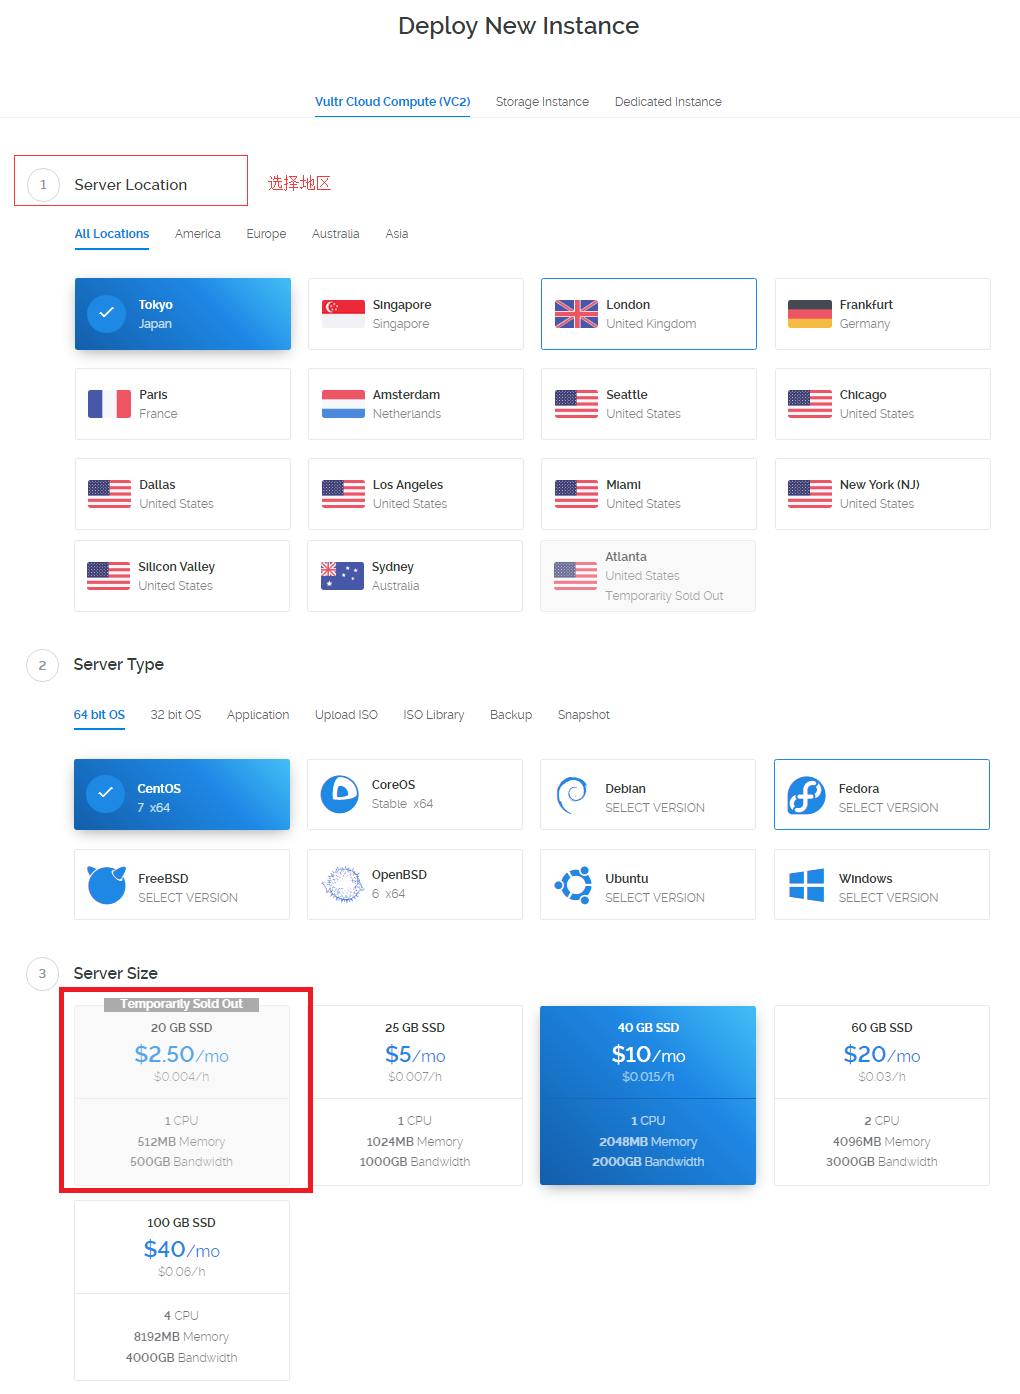 Deploy New Instance
Vultr Cloud Compute (VC2) Storage Instance Dedicated Instance
1 Server Location 选择地区
All Locations America Europe Australia Asia
Tokyo
Japan
Singapore
Singapore
London
United Kingdom
Frankfurt
Germany
Paris
France
Amsterdam
Netherlands
Seattle
United States
Chicago
United States
Dallas
United States
Los Angeles
United States
Miami
United States
New York (NJ)
United States
Silicon Valley
United States
Sydney
Australia
Atlanta
United States
Temporarily Sold Out
2 Server Type
64 bit OS 32 bit OS Application Upload ISO ISO Library Backup Snapshot
CentOS
7 x64
CoreOS
Stable x64
Debian
SELECT VERSION
Fedora
SELECT VERSION
FreeBSD
SELECT VERSION
OpenBSD
6 x64
Ubuntu
SELECT VERSION
Windows
SELECT VERSION
3 Server Size
Temporarily Sold Out
20 GB SSD
$2.50/mo
$0.004/h
1 CPU
512MB Memory
500GB Bandwidth
25 GB SSD
$5/mo
$0.007/h
1 CPU
1024MB Memory
1000GB Bandwidth
40 GB SSD
$10/mo
$0.015/h
1 CPU
2048MB Memory
2000GB Bandwidth
60 GB SSD
$20/mo
$0.03/h
2 CPU
4096MB Memory
3000GB Bandwidth
100 GB SSD
$40/mo
$0.06/h
4 CPU
8192MB Memory
4000GB Bandwidth